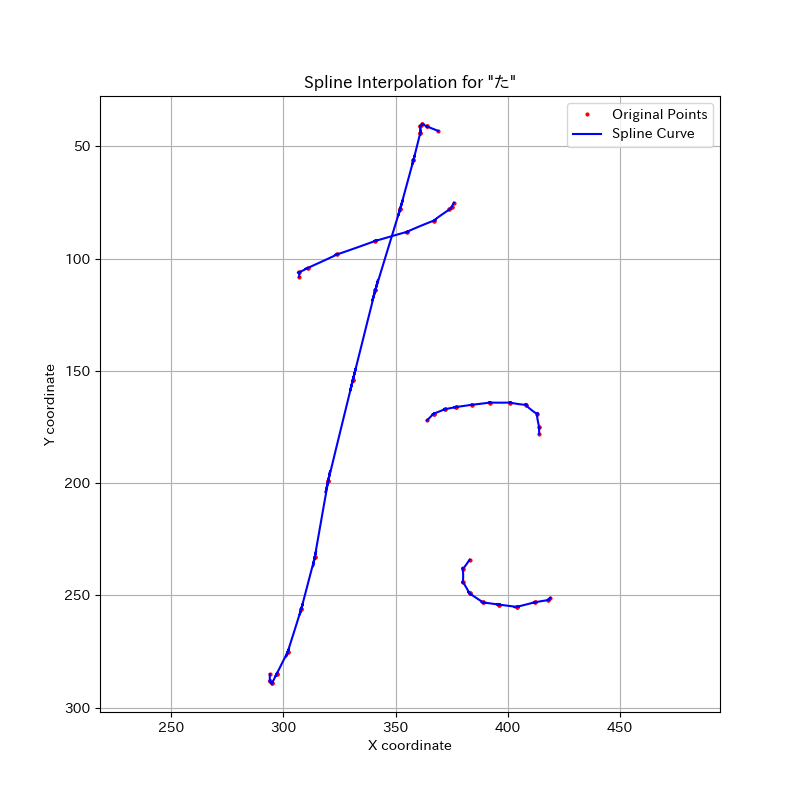 Spline Interpolation for "た"
Original Points
Spline Curve
50
100
150
200
250
300
Y coordinate
250
300
350
400
450
X coordinate
た